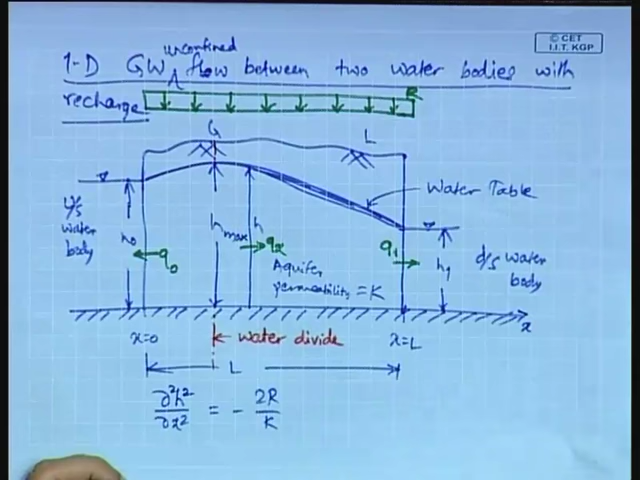 © CET
I.I.T. KGP
1-D GW unconfined flow between two water bodies with
recharge
R
G L
Water Table
U/s
water
body
h₀
q₀
hmax
h
qx
Aquifer
permeability = K
q₁
h₁
d/s water
body
x
x=0
water divide
x=L
L
∂²h²/∂x² = - 2R/K